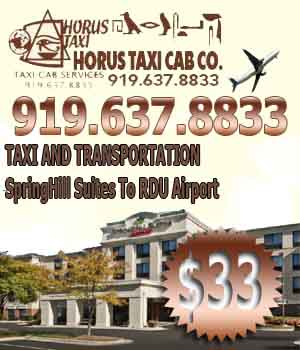 HORUS
TAXI
TAXI CAB SERVICES
919.637.8833
HORUS TAXI CAB CO.
919.637.8833
919.637.8833
TAXI AND TRANSPORTATION
SpringHill Suites To RDU Airport
$33